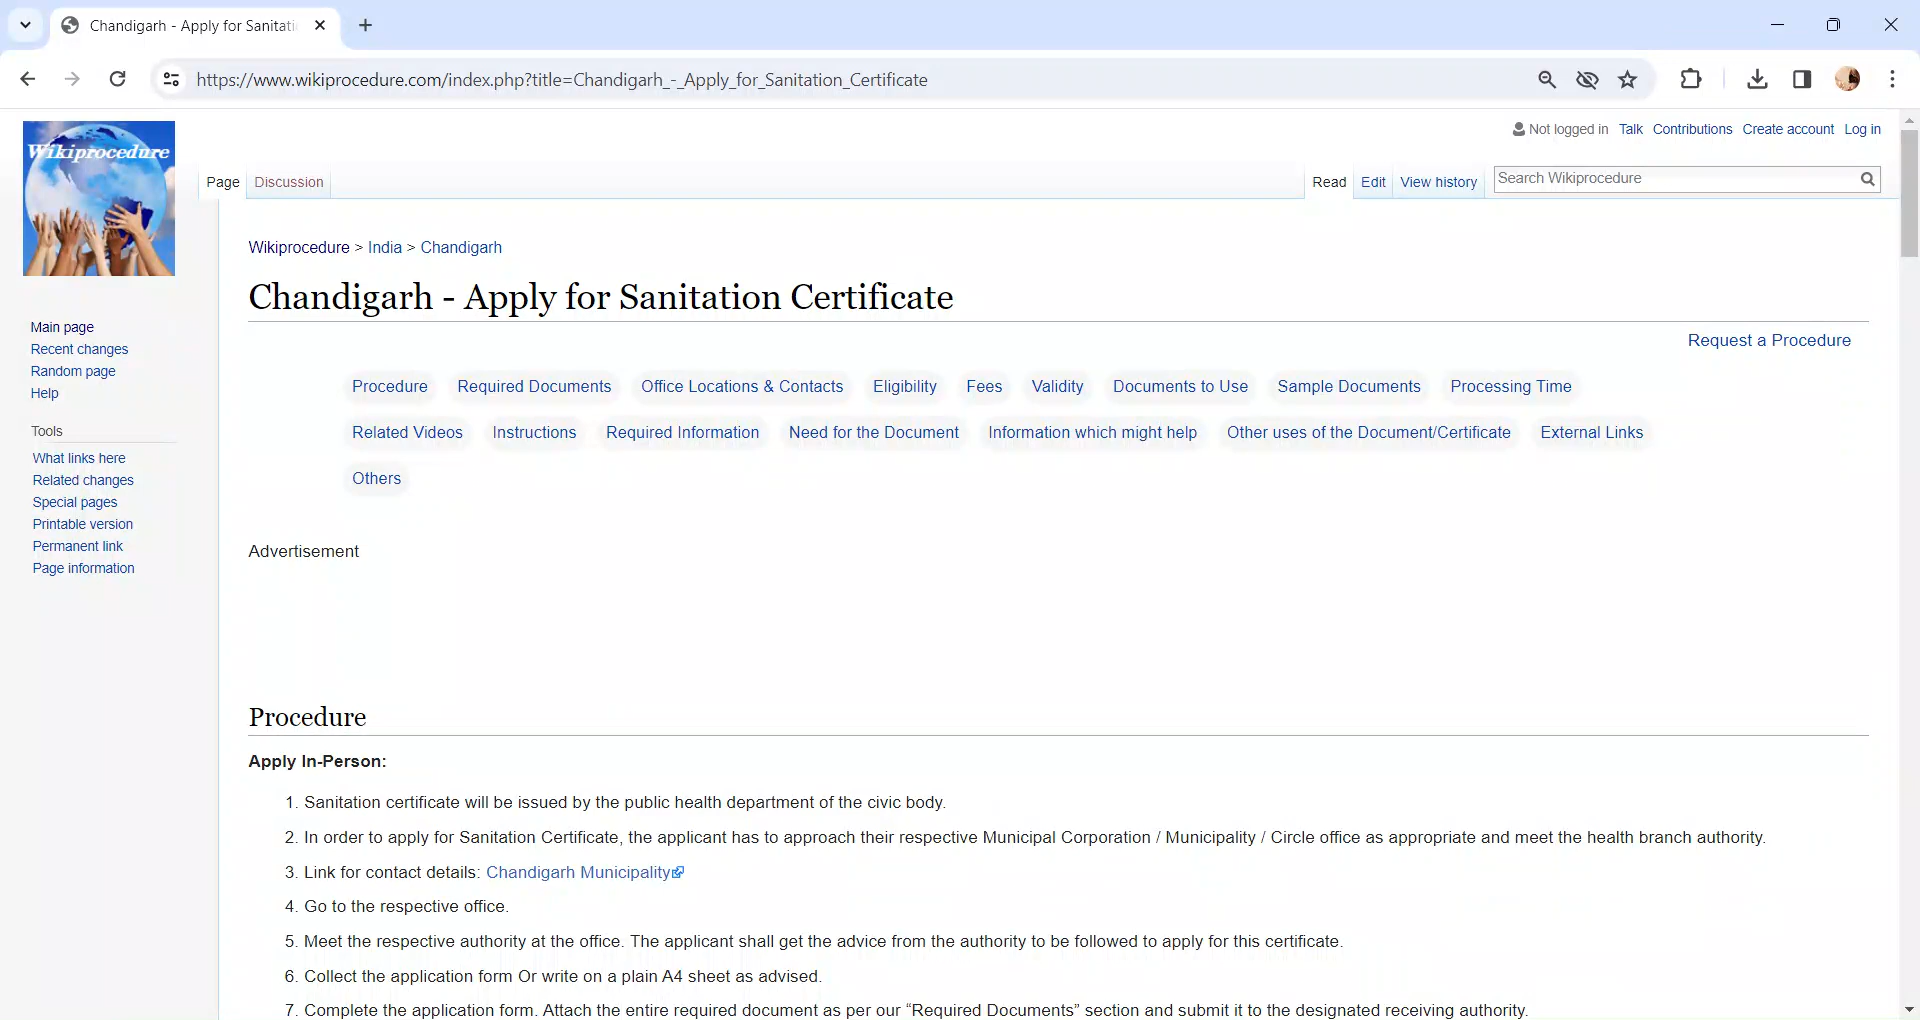 Chandigarh - Apply for Sanitati
https://www.wikiprocedure.com/index.php?title=Chandigarh_-_Apply_for_Sanitation_Certificate
Wikiprocedure
Not logged in Talk Contributions Create account Log in
Page Discussion Read Edit View history Search Wikiprocedure
Wikiprocedure > India > Chandigarh
Chandigarh - Apply for Sanitation Certificate
Request a Procedure
Main page
Recent changes
Random page
Help
Tools
What links here
Related changes
Special pages
Printable version
Permanent link
Page information
Procedure Required Documents Office Locations & Contacts Eligibility Fees Validity Documents to Use Sample Documents Processing Time
Related Videos Instructions Required Information Need for the Document Information which might help Other uses of the Document/Certificate External Links
Others
Advertisement
Procedure
Apply In-Person:
1. Sanitation certificate will be issued by the public health department of the civic body.
2. In order to apply for Sanitation Certificate, the applicant has to approach their respective Municipal Corporation / Municipality / Circle office as appropriate and meet the health branch authority.
3. Link for contact details: Chandigarh Municipality
4. Go to the respective office.
5. Meet the respective authority at the office. The applicant shall get the advice from the authority to be followed to apply for this certificate.
6. Collect the application form Or write on a plain A4 sheet as advised.
7. Complete the application form. Attach the entire required document as per our “Required Documents” section and submit it to the designated receiving authority.